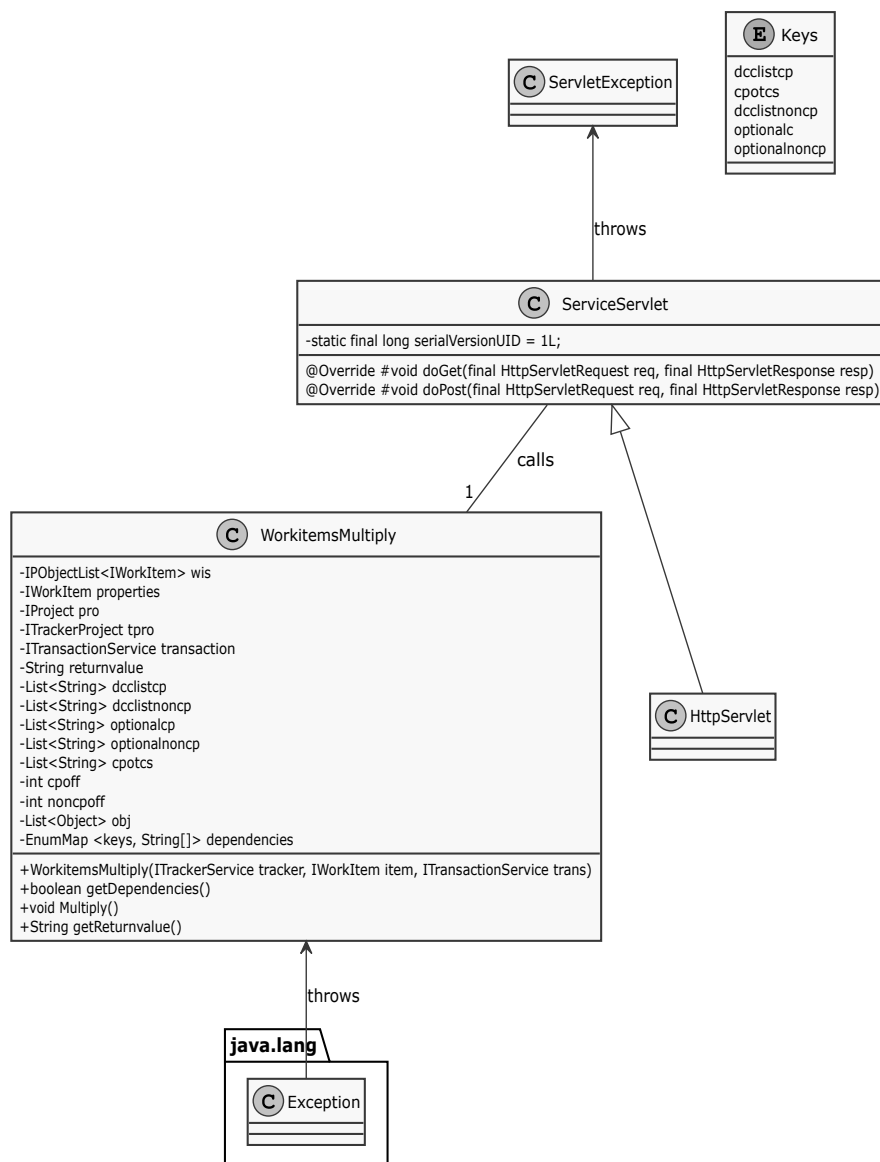 C ServletException
E Keys
dcclistcp
cpotcs
dcclistnoncp
optionalc
optionalnoncp
throws
C ServiceServlet
-static final long serialVersionUID = 1L;
@Override #void doGet(final HttpServletRequest req, final HttpServletResponse resp)
@Override #void doPost(final HttpServletRequest req, final HttpServletResponse resp)
calls
1
C WorkitemsMultiply
-IPObjectList<IWorkItem> wis
-IWorkItem properties
-IProject pro
-ITrackerProject tpro
-ITransactionService transaction
-String returnvalue
-List<String> dcclistcp
-List<String> dcclistnoncp
-List<String> optionalcp
-List<String> optionalnoncp
-List<String> cpotcs
-int cpoff
-int noncpoff
-List<Object> obj
-EnumMap <keys, String[]> dependencies
+WorkitemsMultiply(ITrackerService tracker, IWorkItem item, ITransactionService trans)
+boolean getDependencies()
+void Multiply()
+String getReturnvalue()
C HttpServlet
throws
java.lang
C Exception